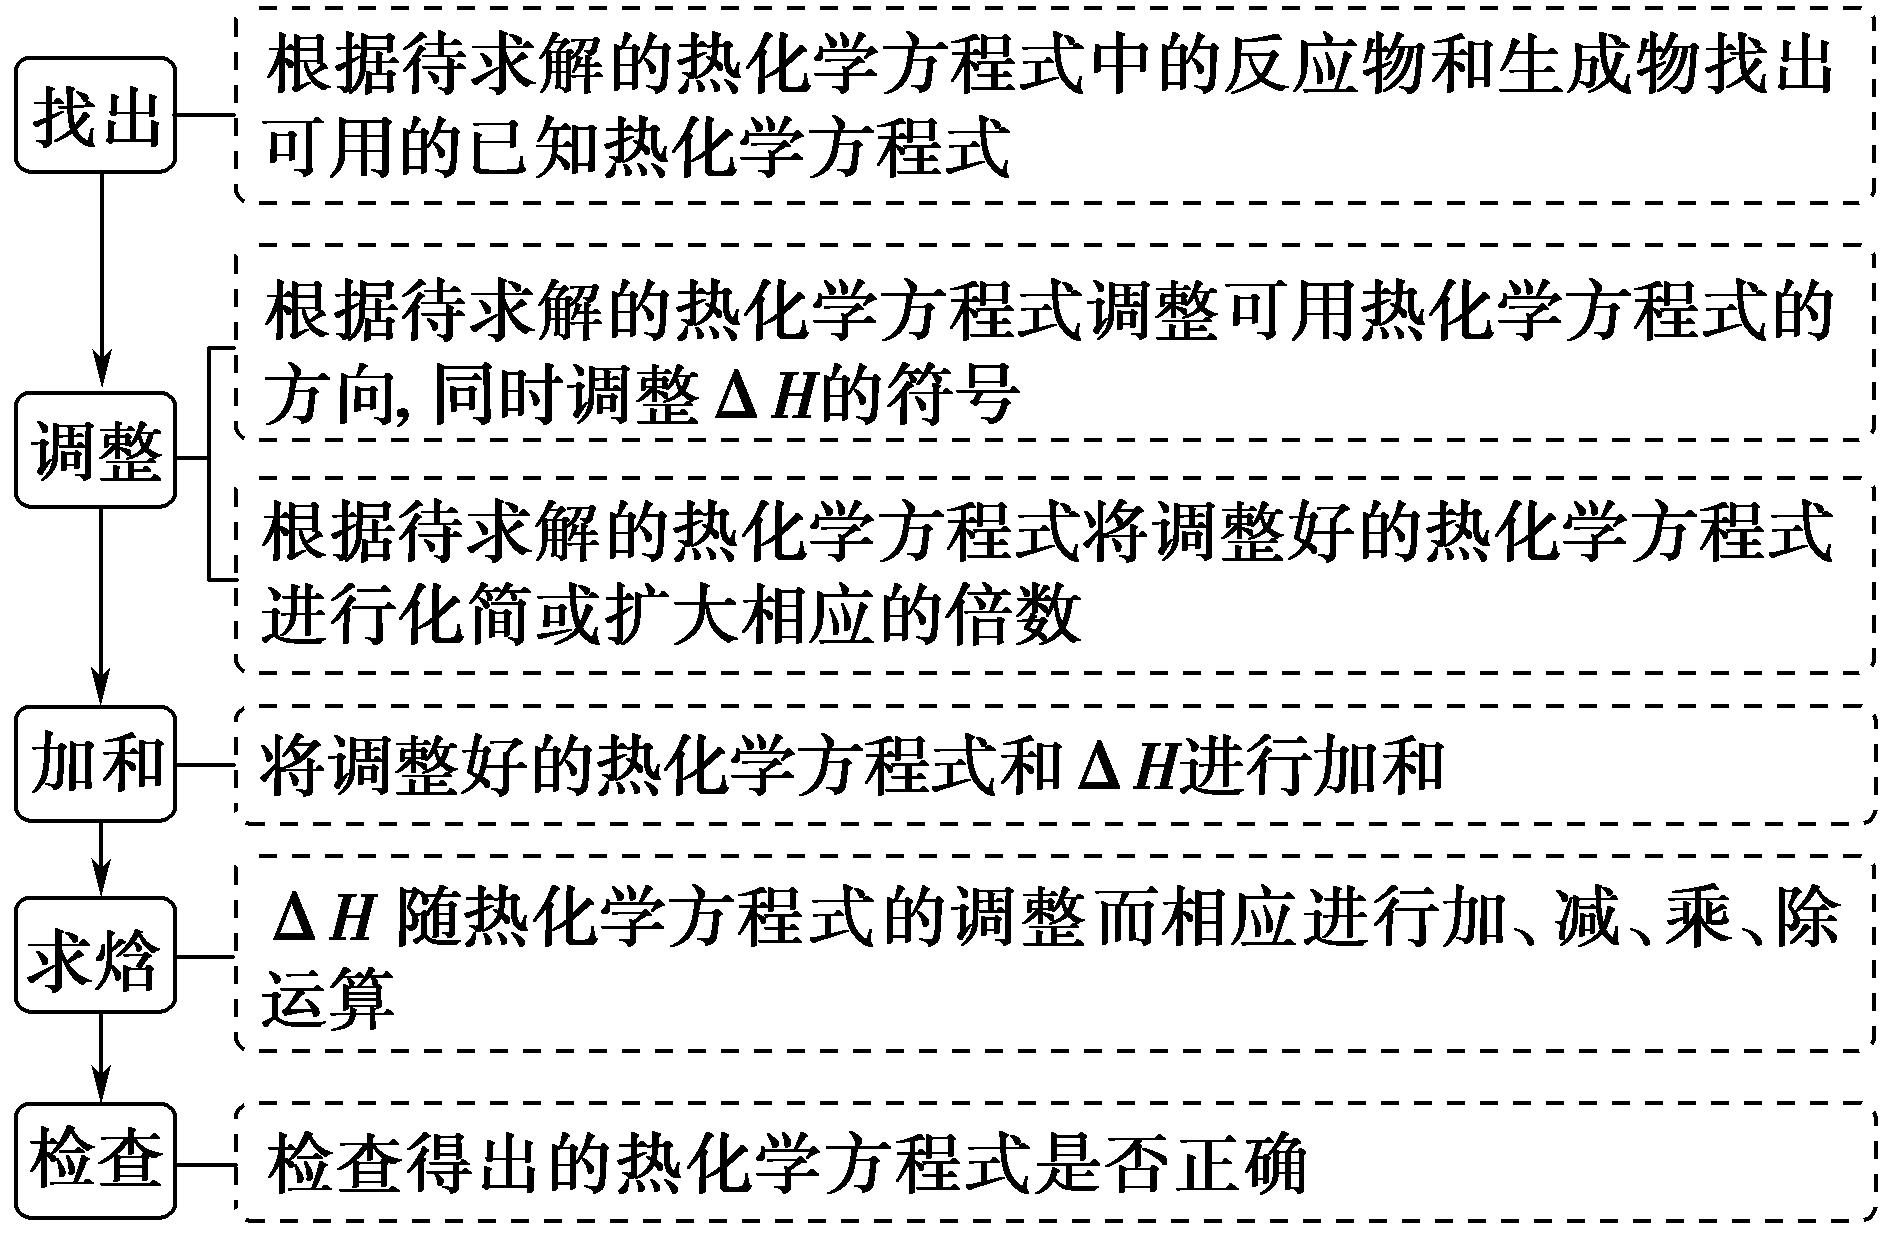 找出
根据待求解的热化学方程式中的反应物和生成物找出
可用的已知热化学方程式
调整
根据待求解的热化学方程式调整可用热化学方程式的
方向,同时调整ΔH的符号
根据待求解的热化学方程式将调整好的热化学方程式
进行化简或扩大相应的倍数
加和
将调整好的热化学方程式和ΔH进行加和
求焓
ΔH随热化学方程式的调整而相应进行加、减、乘、除
运算
检查
检查得出的热化学方程式是否正确